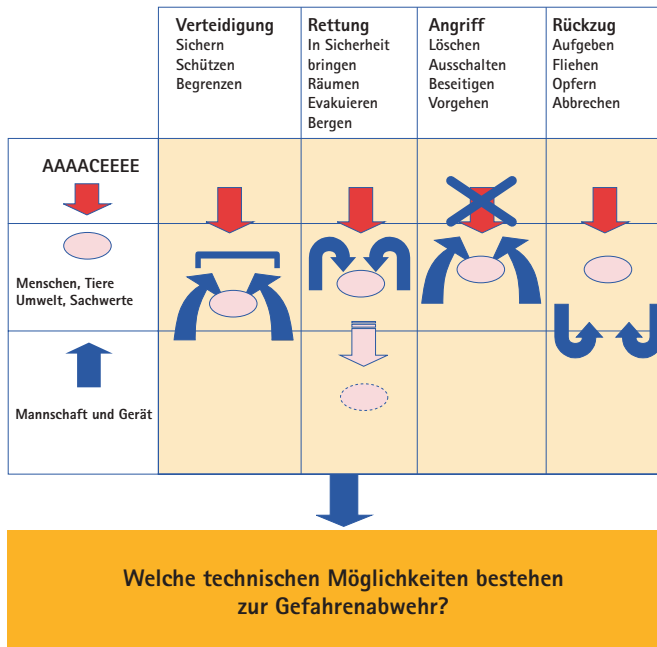 Verteidigung
Sichern
Schützen
Begrenzen
Rettung
In Sicherheit
bringen
Räumen
Evakuieren
Bergen
Angriff
Löschen
Ausschalten
Beseitigen
Vorgehen
Rückzug
Aufgeben
Fliehen
Opfern
Abbrechen
AAAACEEEE
Menschen, Tiere
Umwelt, Sachwerte
Mannschaft und Gerät
Welche technischen Möglichkeiten bestehen
zur Gefahrenabwehr?